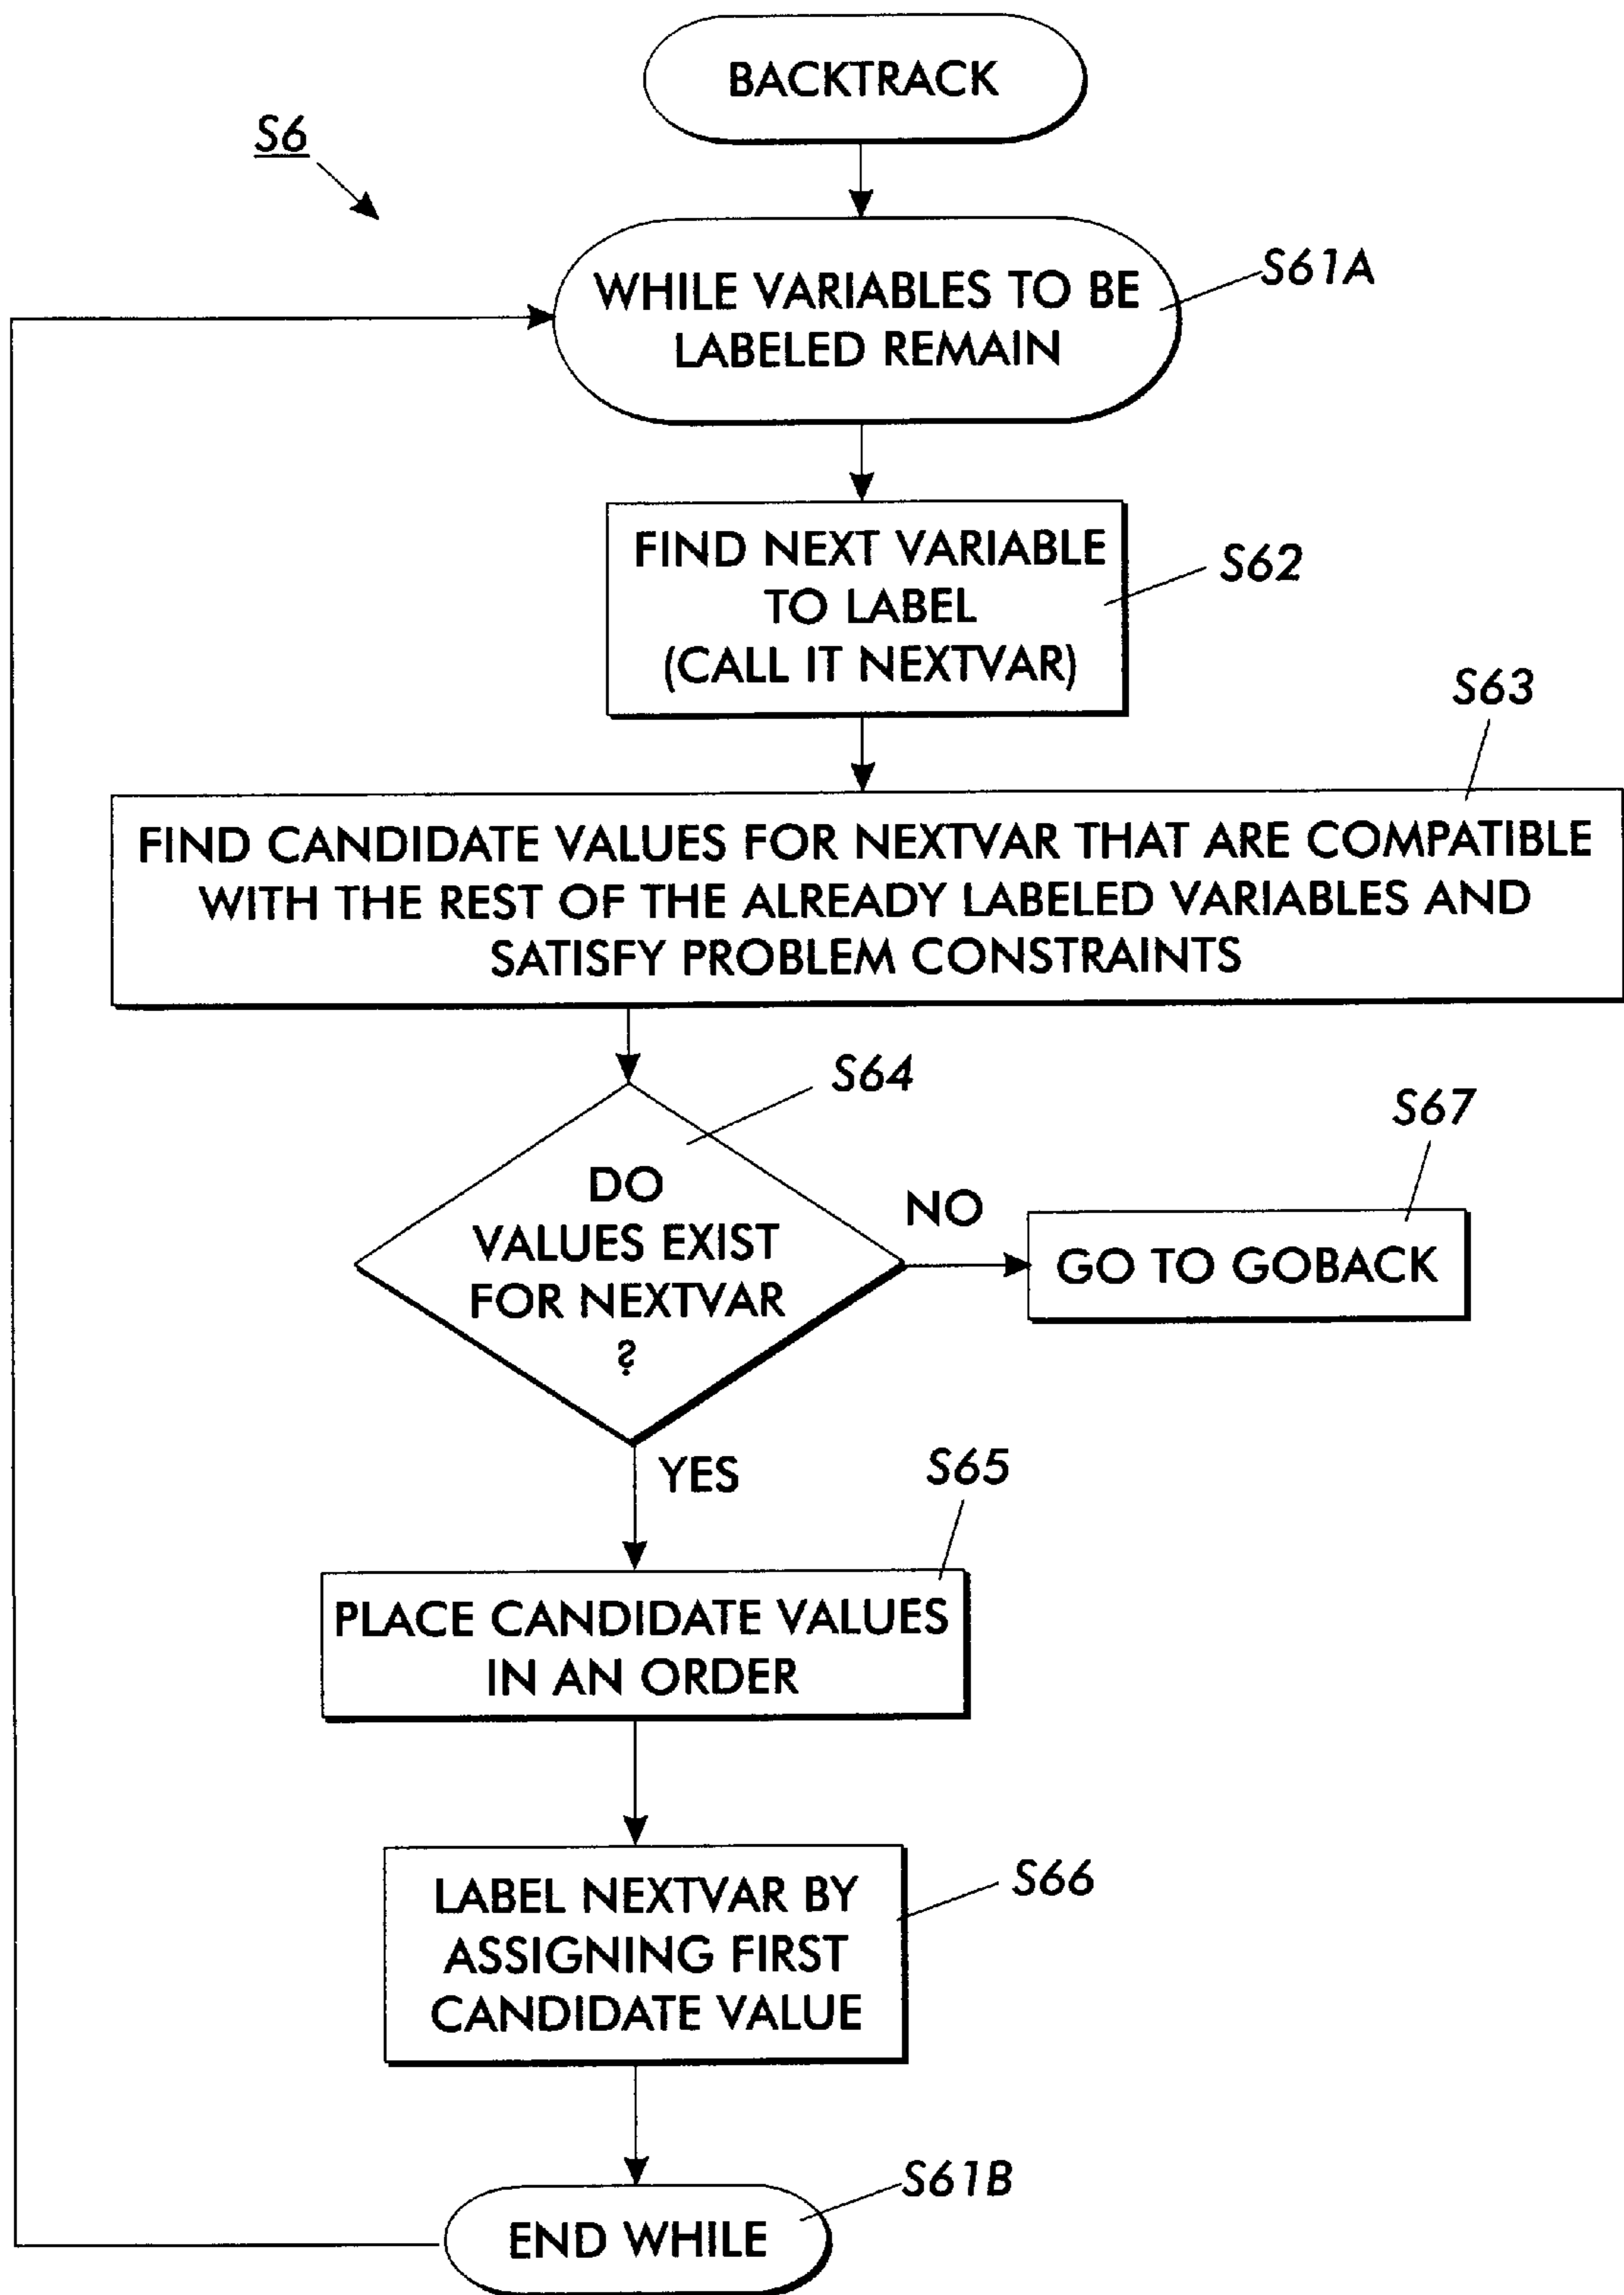 BACKTRACK
S6
WHILE VARIABLES TO BE
LABELED REMAIN
S61A
FIND NEXT VARIABLE
TO LABEL
(CALL IT NEXTVAR)
S62
S63
FIND CANDIDATE VALUES FOR NEXTVAR THAT ARE COMPATIBLE
WITH THE REST OF THE ALREADY LABELED VARIABLES AND
SATISFY PROBLEM CONSTRAINTS
S64
DO
VALUES EXIST
FOR NEXTVAR
?
NO
S67
GO TO GOBACK
YES
S65
PLACE CANDIDATE VALUES
IN AN ORDER
LABEL NEXTVAR BY
ASSIGNING FIRST
CANDIDATE VALUE
S66
S61B
END WHILE